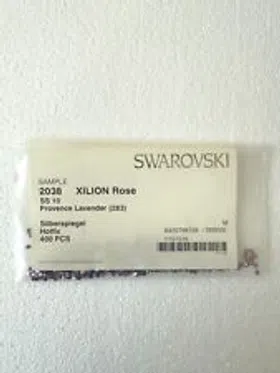 SWAROVSKI
SAMPLE
2038 XILION Rose
SS 10
Provence Lavender (283)
Silberspiegel
Hotfix
400 PCS
M